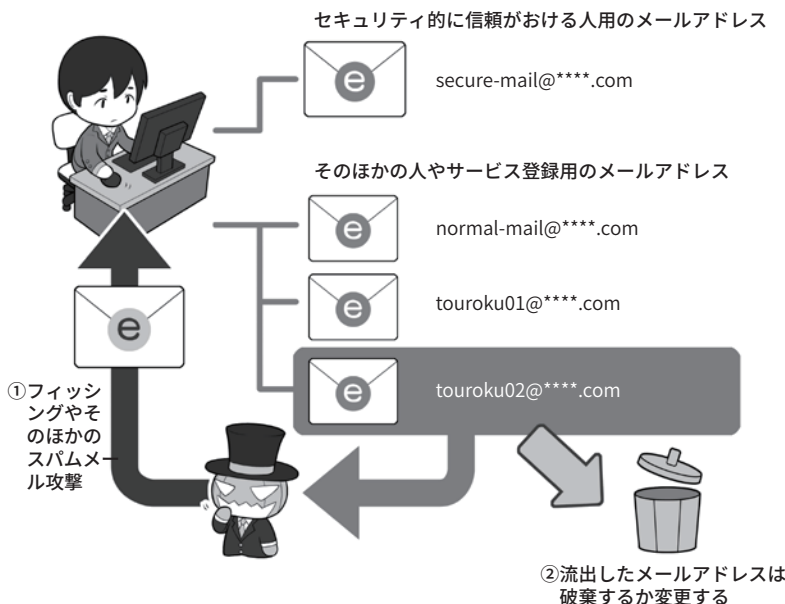 セキュリティ的に信頼がおける人用のメールアドレス
e
secure-mail@****.com
そのほかの人やサービス登録用のメールアドレス
e
normal-mail@****.com
e
touroku01@****.com
e
touroku02@****.com
e
①フィッシ
ングやそ
のほかの
スパムメー
ル攻撃
②流出したメールアドレスは
破棄するか変更する